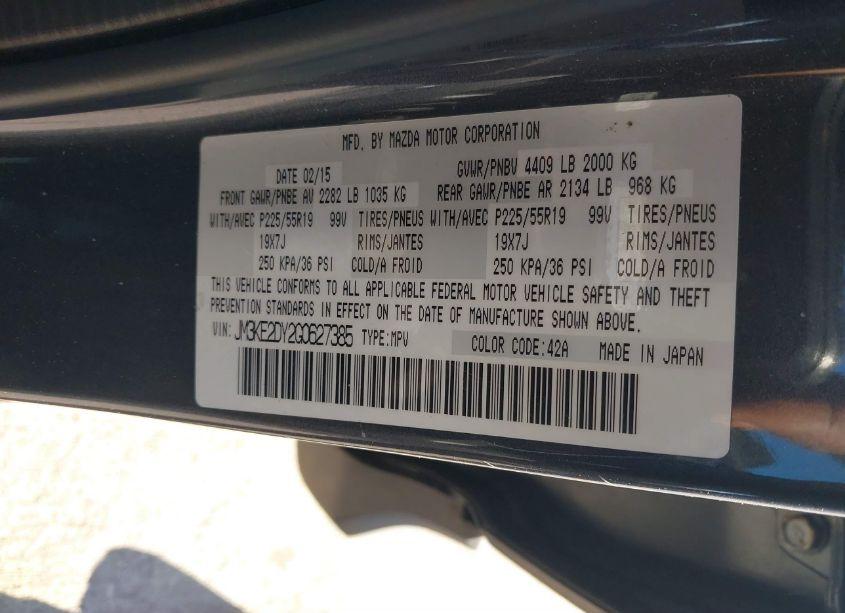 MFD. BY MAZDA MOTOR CORPORATION
DATE 02/15 GVWR/PNBV 4409 LB 2000 KG
FRONT GAWR/PNBE AV 2282 LB 1035 KG REAR GAWR/PNBE AR 2134 LB 968 KG
WITH/AVEC P225/55R19 99V TIRES/PNEUS WITH/AVEC P225/55R19 99V TIRES/PNEUS
19X7J RIMS/JANTES 19X7J RIMS/JANTES
250 KPA/36 PSI COLD/A FROID 250 KPA/36 PSI COLD/A FROID
THIS VEHICLE CONFORMS TO ALL APPLICABLE FEDERAL MOTOR VEHICLE SAFETY AND THEFT
PREVENTION STANDARDS IN EFFECT ON THE DATE OF MANUFACTURE SHOWN ABOVE.
VIN: JM3KE2DY2G0627385 TYPE:MPV COLOR CODE:42A MADE IN JAPAN